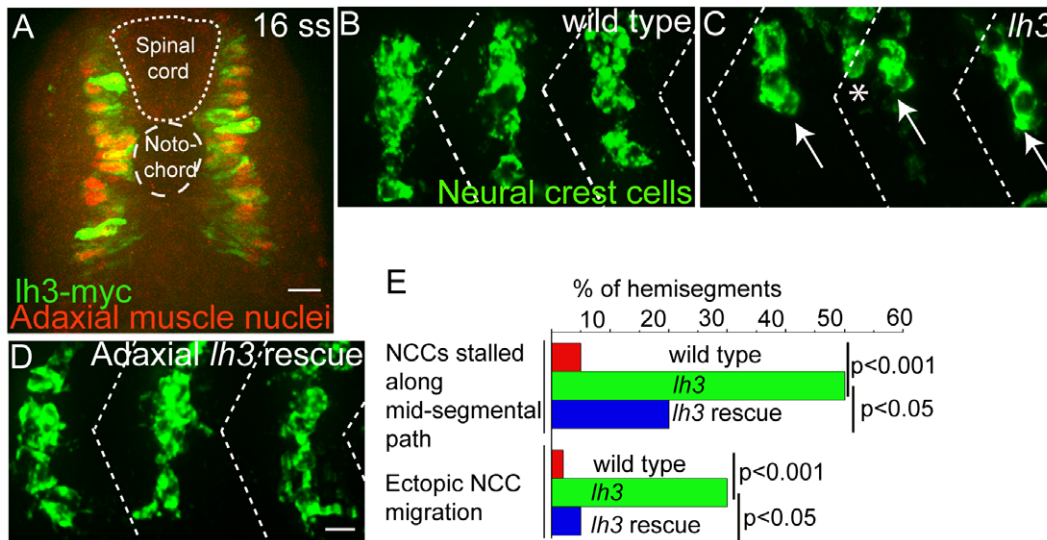 A
16 ss
Spinal
cord
Noto-
chord
lh3-myc
Adaxial muscle nuclei
B
wild type
Neural crest cells
C
lh3
*
D
Adaxial lh3 rescue
E
% of hemisegments
10 20 30 40 50 60
NCCs stalled
along
mid-segmental
path
wild type
lh3
lh3 rescue
p<0.001
p<0.05
Ectopic NCC
migration
wild type
lh3
lh3 rescue
p<0.001
p<0.05